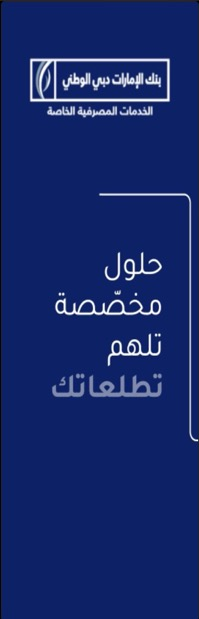 بنك الإمارات دبي الوطني
الخدمات المصرفية الخاصة
حلول
مخصّصة
تلهم
تطلعاتك